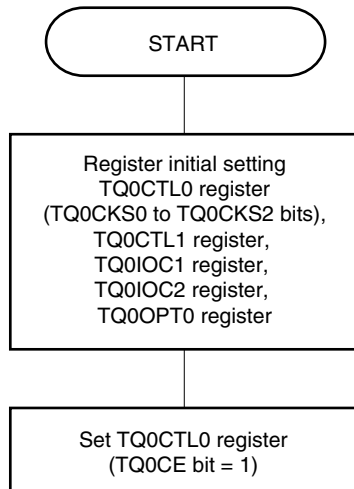 START
Register initial setting
TQ0CTL0 register
(TQ0CKS0 to TQ0CKS2 bits),
TQ0CTL1 register,
TQ0IOC1 register,
TQ0IOC2 register,
TQ0OPT0 register
Set TQ0CTL0 register
(TQ0CE bit = 1)